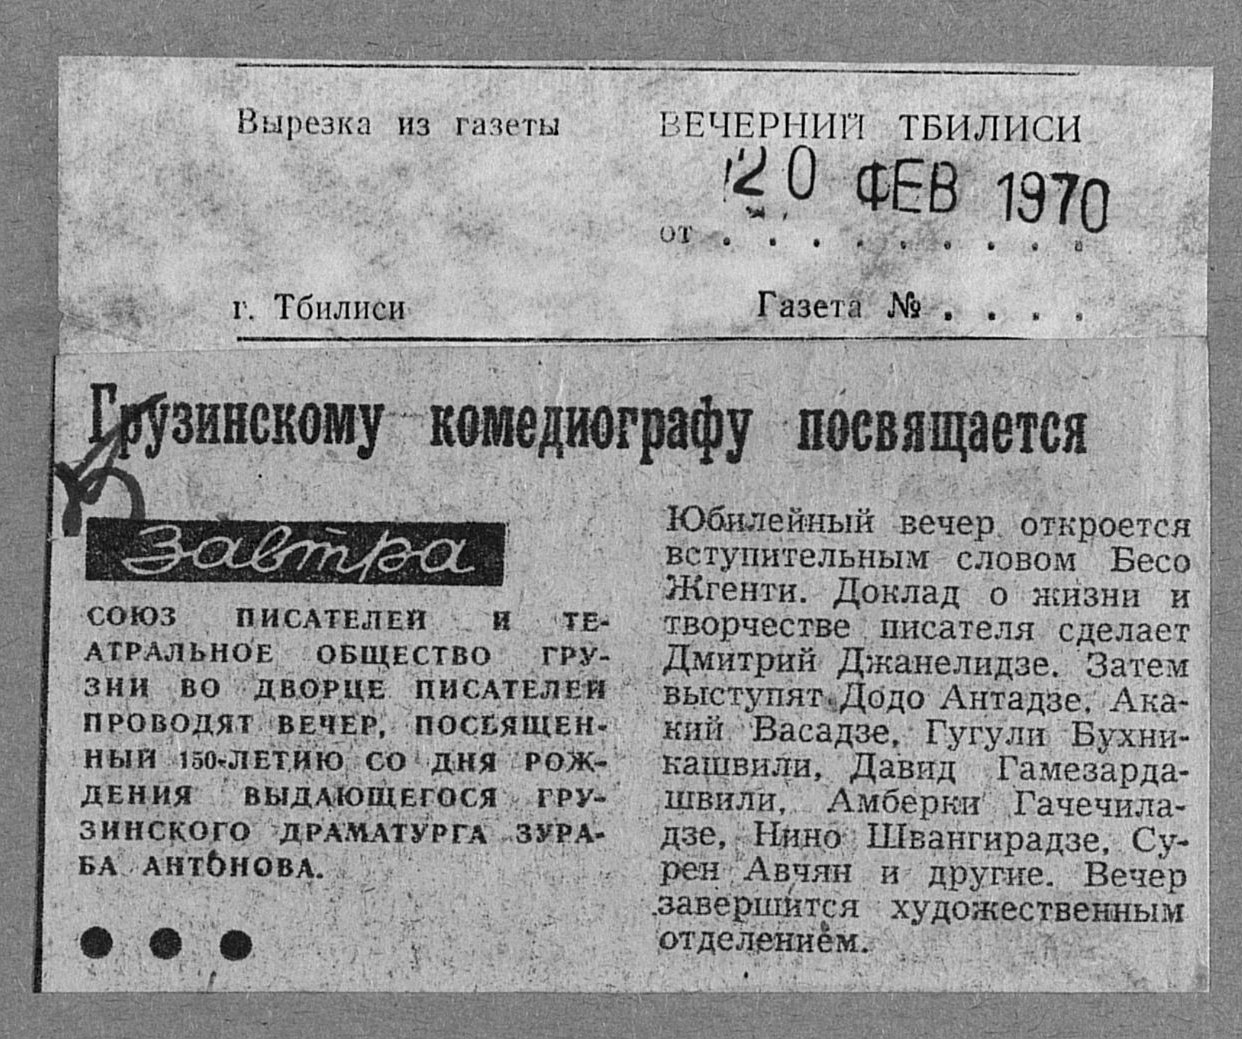 Вырезка из газеты
ВЕЧЕРНИЙ ТБИЛИСИ
20 ФЕВ 1970
от . . . . . . . . .
г. Тбилиси
Газета № . . . .
Грузинскому комедиографу посвящается
завтра
СОЮЗ ПИСАТЕЛЕЙ И ТЕ-
АТРАЛЬНОЕ ОБЩЕСТВО ГРУ-
ЗИИ ВО ДВОРЦЕ ПИСАТЕЛЕЙ
ПРОВОДЯТ ВЕЧЕР, ПОСВЯЩЕН-
НЫЙ 150-ЛЕТИЮ СО ДНЯ РОЖ-
ДЕНИЯ ВЫДАЮЩЕГОСЯ ГРУ-
ЗИНСКОГО ДРАМАТУРГА ЗУРА-
БА АНТОНОВА.
Юбилейный вечер откроется
вступительным словом Бесо
Жгенти. Доклад о жизни и
творчестве писателя сделает
Дмитрий Джанелидзе. Затем
выступят Додо Антадзе, Ака-
кий Васадзе, Гугули Бухни-
кашвили, Давид Гамезарда-
швили, Амберки Гачечила-
дзе, Нино Швангирадзе, Су-
рен Авчян и другие. Вечер
завершится художественным
отделением.